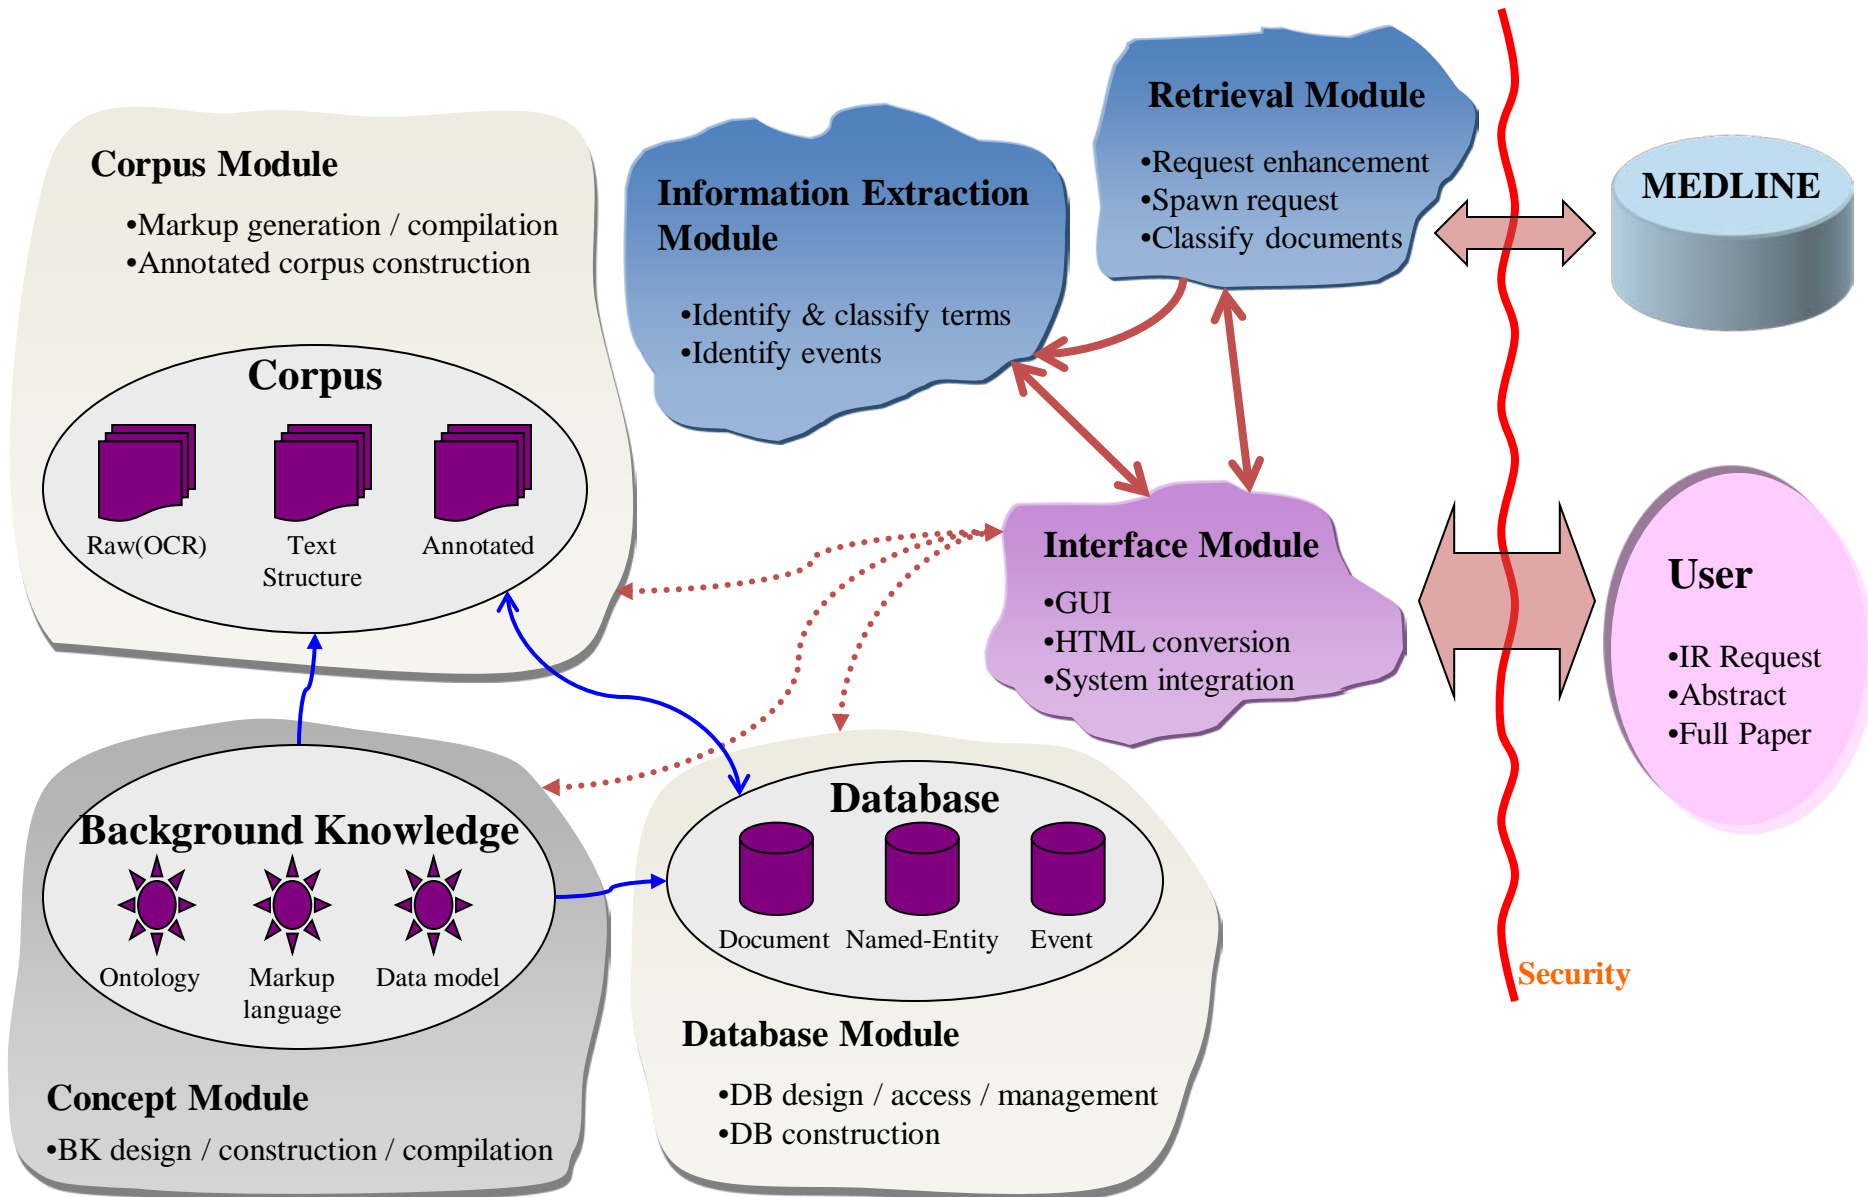 Corpus Module
•Markup generation / compilation
•Annotated corpus construction
Corpus
Raw(OCR)
Text
Structure
Annotated
Information Extraction
Module
•Identify & classify terms
•Identify events
Retrieval Module
•Request enhancement
•Spawn request
•Classify documents
MEDLINE
Interface Module
•GUI
•HTML conversion
•System integration
User
•IR Request
•Abstract
•Full Paper
Security
Background Knowledge
Ontology
Markup
language
Data model
Concept Module
•BK design / construction / compilation
Database
Document
Named-Entity
Event
Database Module
•DB design / access / management
•DB construction